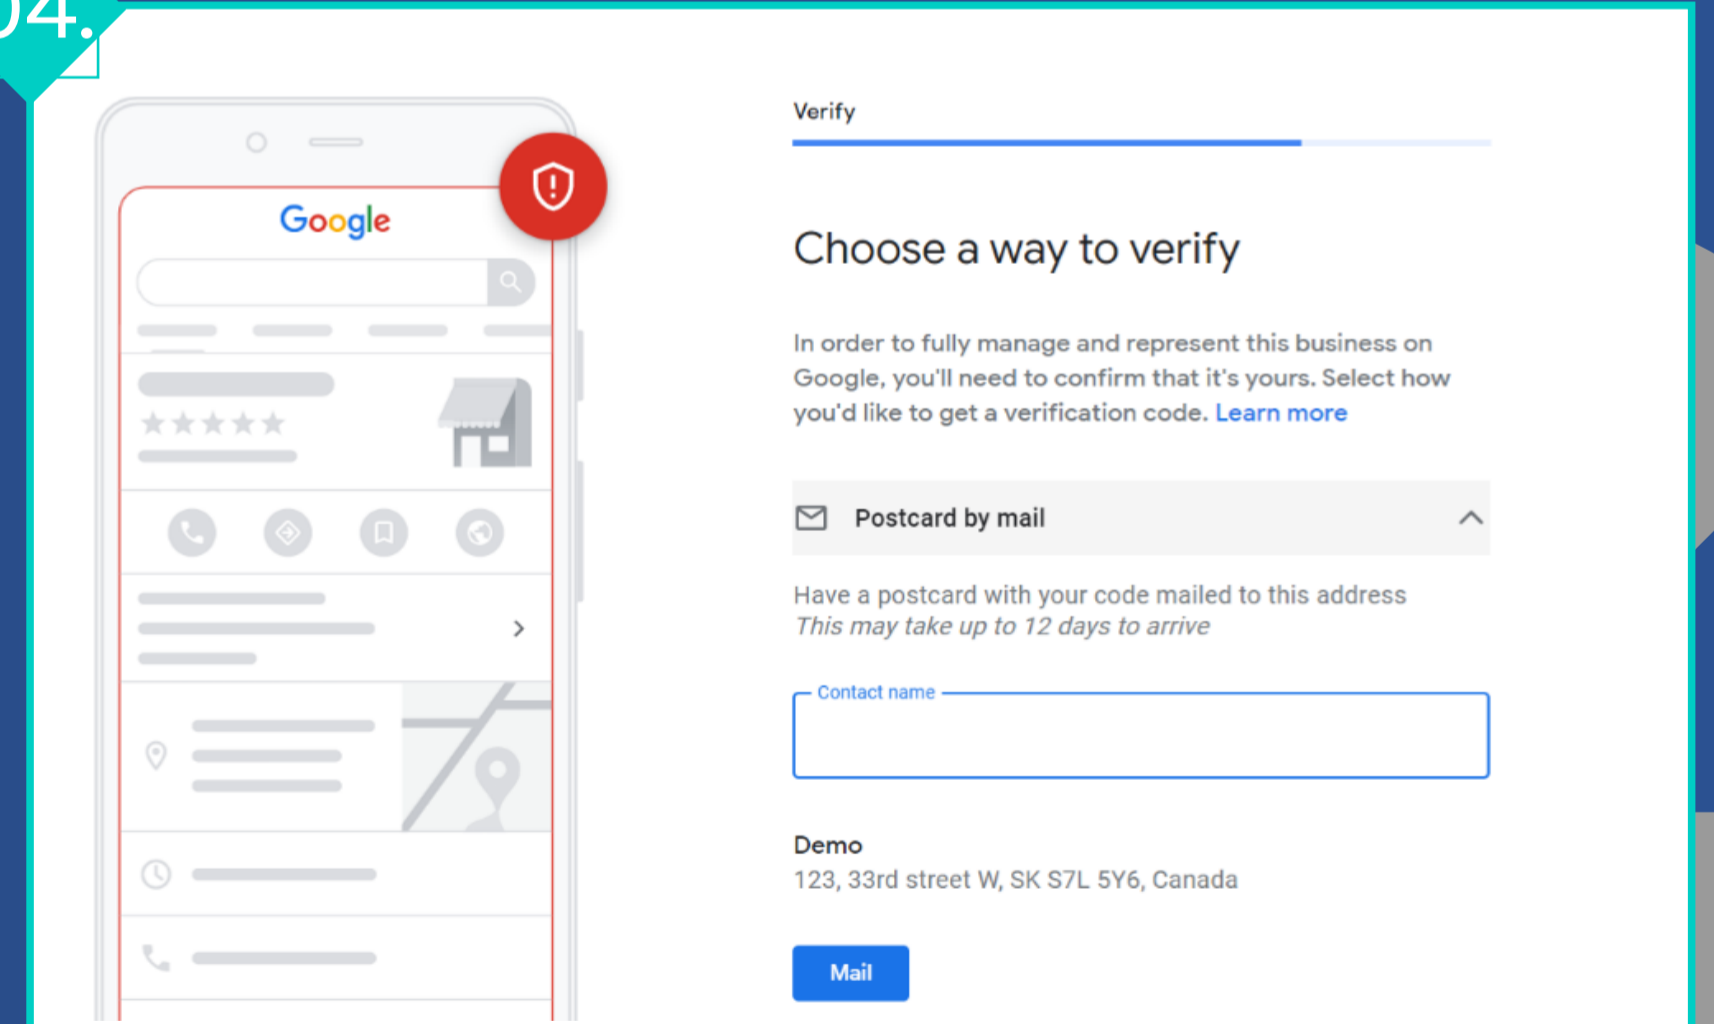 04.
Google
Verify
Choose a way to verify
In order to fully manage and represent this business on
Google, you'll need to confirm that it's yours. Select how
you'd like to get a verification code. Learn more
Postcard by mail
Have a postcard with your code mailed to this address
This may take up to 12 days to arrive
Contact name
Demo
123, 33rd street W, SK S7L 5Y6, Canada
Mail